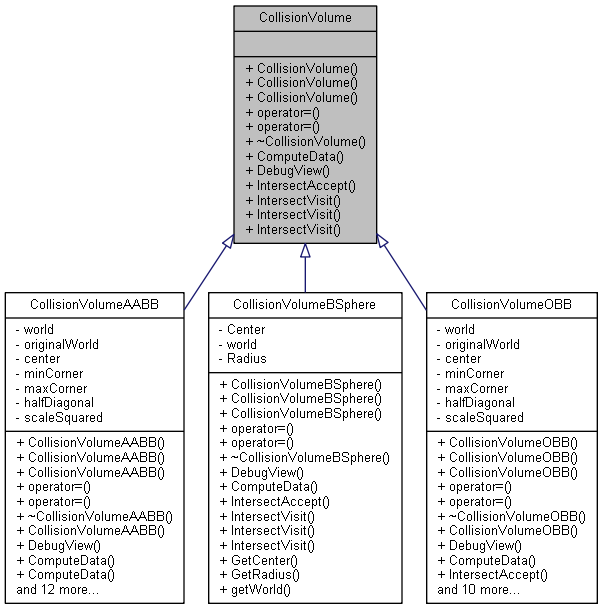 CollisionVolume
+ CollisionVolume()
+ CollisionVolume()
+ CollisionVolume()
+ operator=()
+ operator=()
+ ~CollisionVolume()
+ ComputeData()
+ DebugView()
+ IntersectAccept()
+ IntersectVisit()
+ IntersectVisit()
+ IntersectVisit()
CollisionVolumeAABB
- world
- originalWorld
- center
- minCorner
- maxCorner
- halfDiagonal
- scaleSquared
+ CollisionVolumeAABB()
+ CollisionVolumeAABB()
+ CollisionVolumeAABB()
+ operator=()
+ operator=()
+ ~CollisionVolumeAABB()
+ CollisionVolumeAABB()
+ DebugView()
+ ComputeData()
+ ComputeData()
and 12 more...
CollisionVolumeBSphere
- Center
- world
- Radius
+ CollisionVolumeBSphere()
+ CollisionVolumeBSphere()
+ CollisionVolumeBSphere()
+ operator=()
+ operator=()
+ ~CollisionVolumeBSphere()
+ DebugView()
+ ComputeData()
+ IntersectAccept()
+ IntersectVisit()
+ IntersectVisit()
+ IntersectVisit()
+ GetCenter()
+ GetRadius()
+ getWorld()
CollisionVolumeOBB
- world
- originalWorld
- center
- minCorner
- maxCorner
- halfDiagonal
- scaleSquared
+ CollisionVolumeOBB()
+ CollisionVolumeOBB()
+ CollisionVolumeOBB()
+ operator=()
+ operator=()
+ ~CollisionVolumeOBB()
+ CollisionVolumeOBB()
+ DebugView()
+ ComputeData()
+ IntersectAccept()
and 10 more...